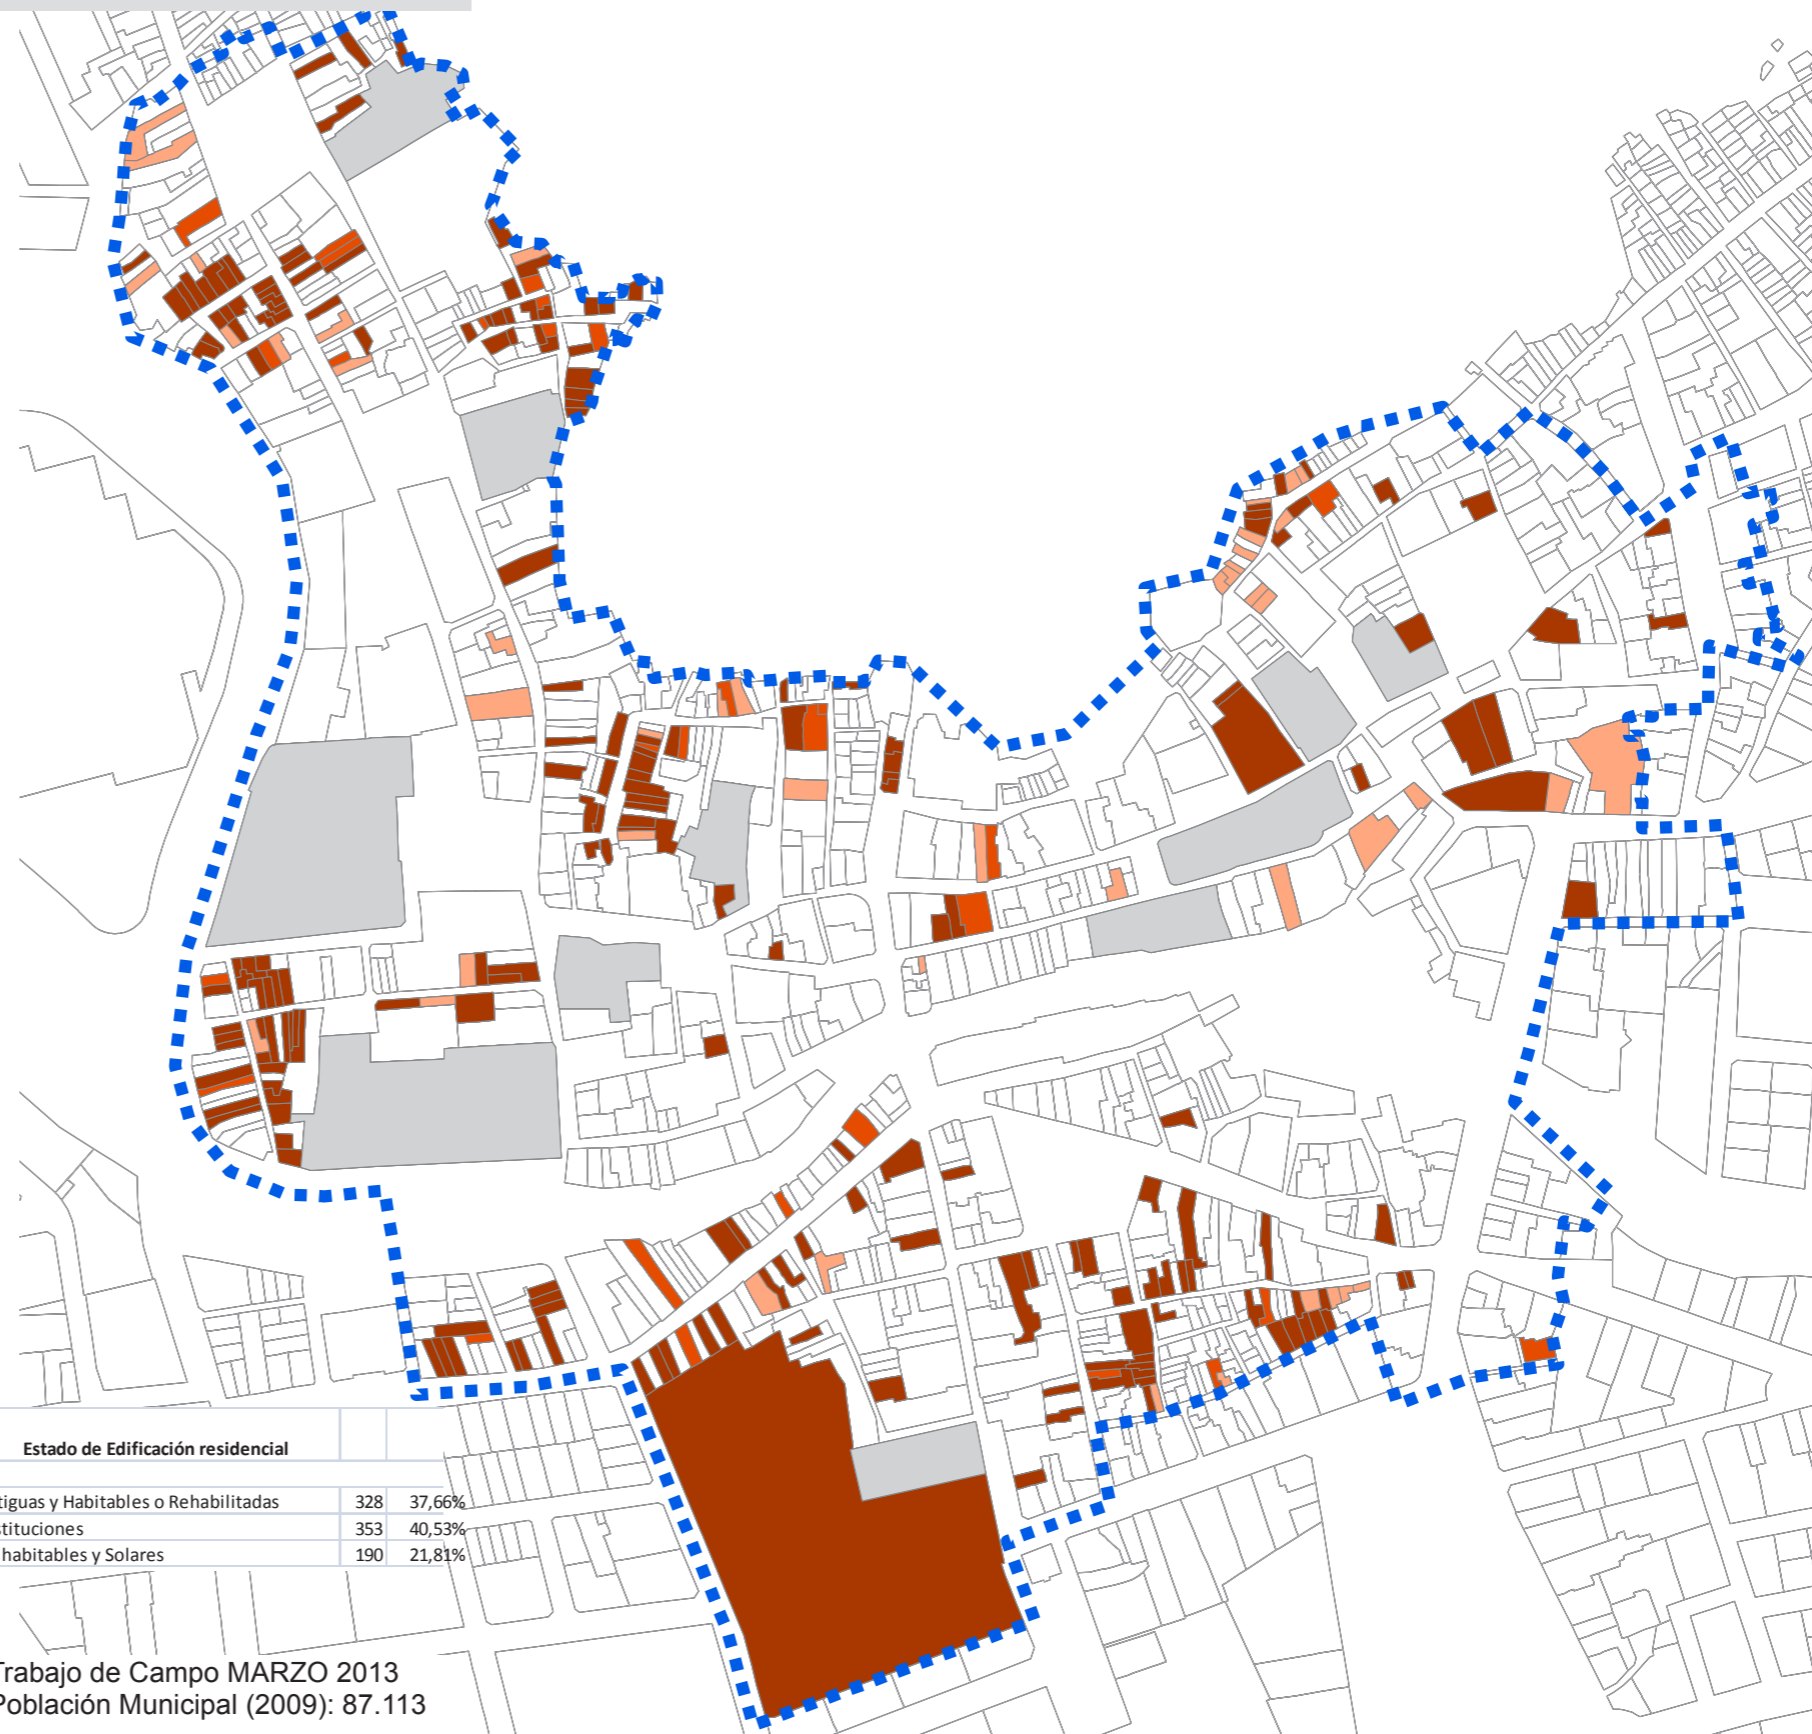 Estado de Edificación residencial
tiguas y Habitables o Rehabilitadas 328 37,66%
stituciones 353 40,53%
habitables y Solares 190 21,81%
Trabajo de Campo MARZO 2013
Población Municipal (2009): 87.113